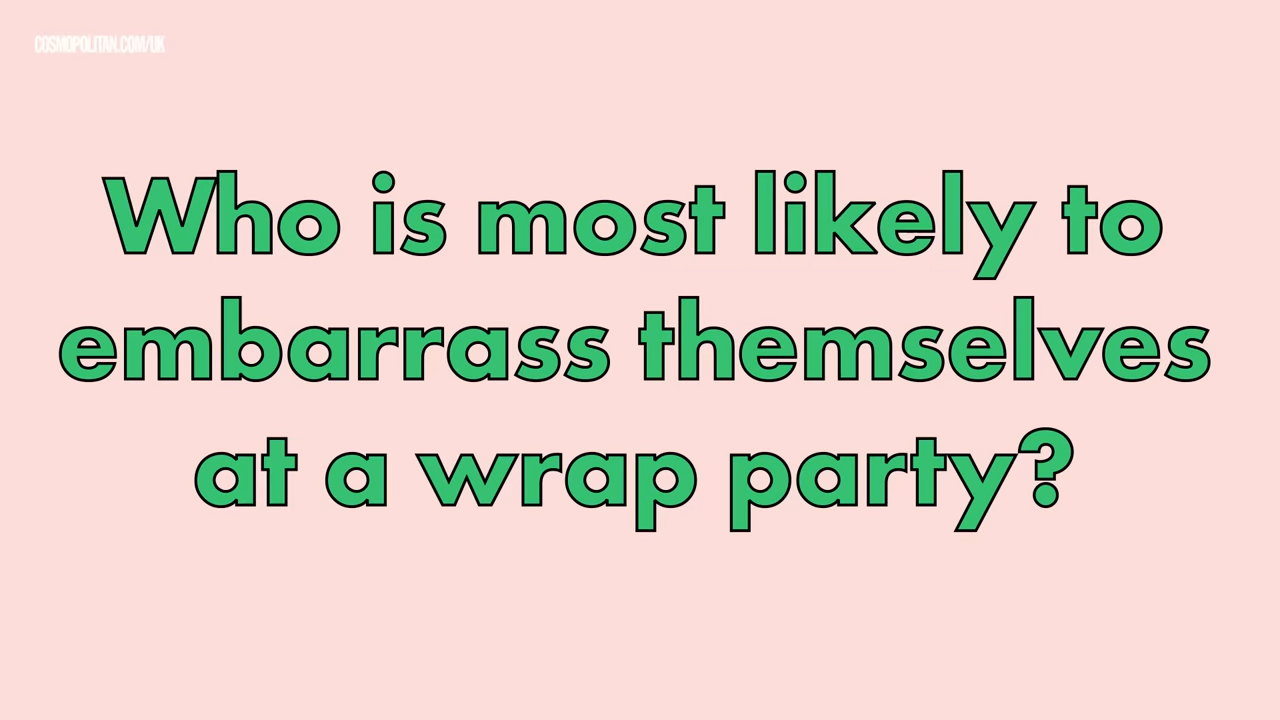 COSMOPOLITAN.COM/UK
Who is most likely to
embarrass themselves
at a wrap party?